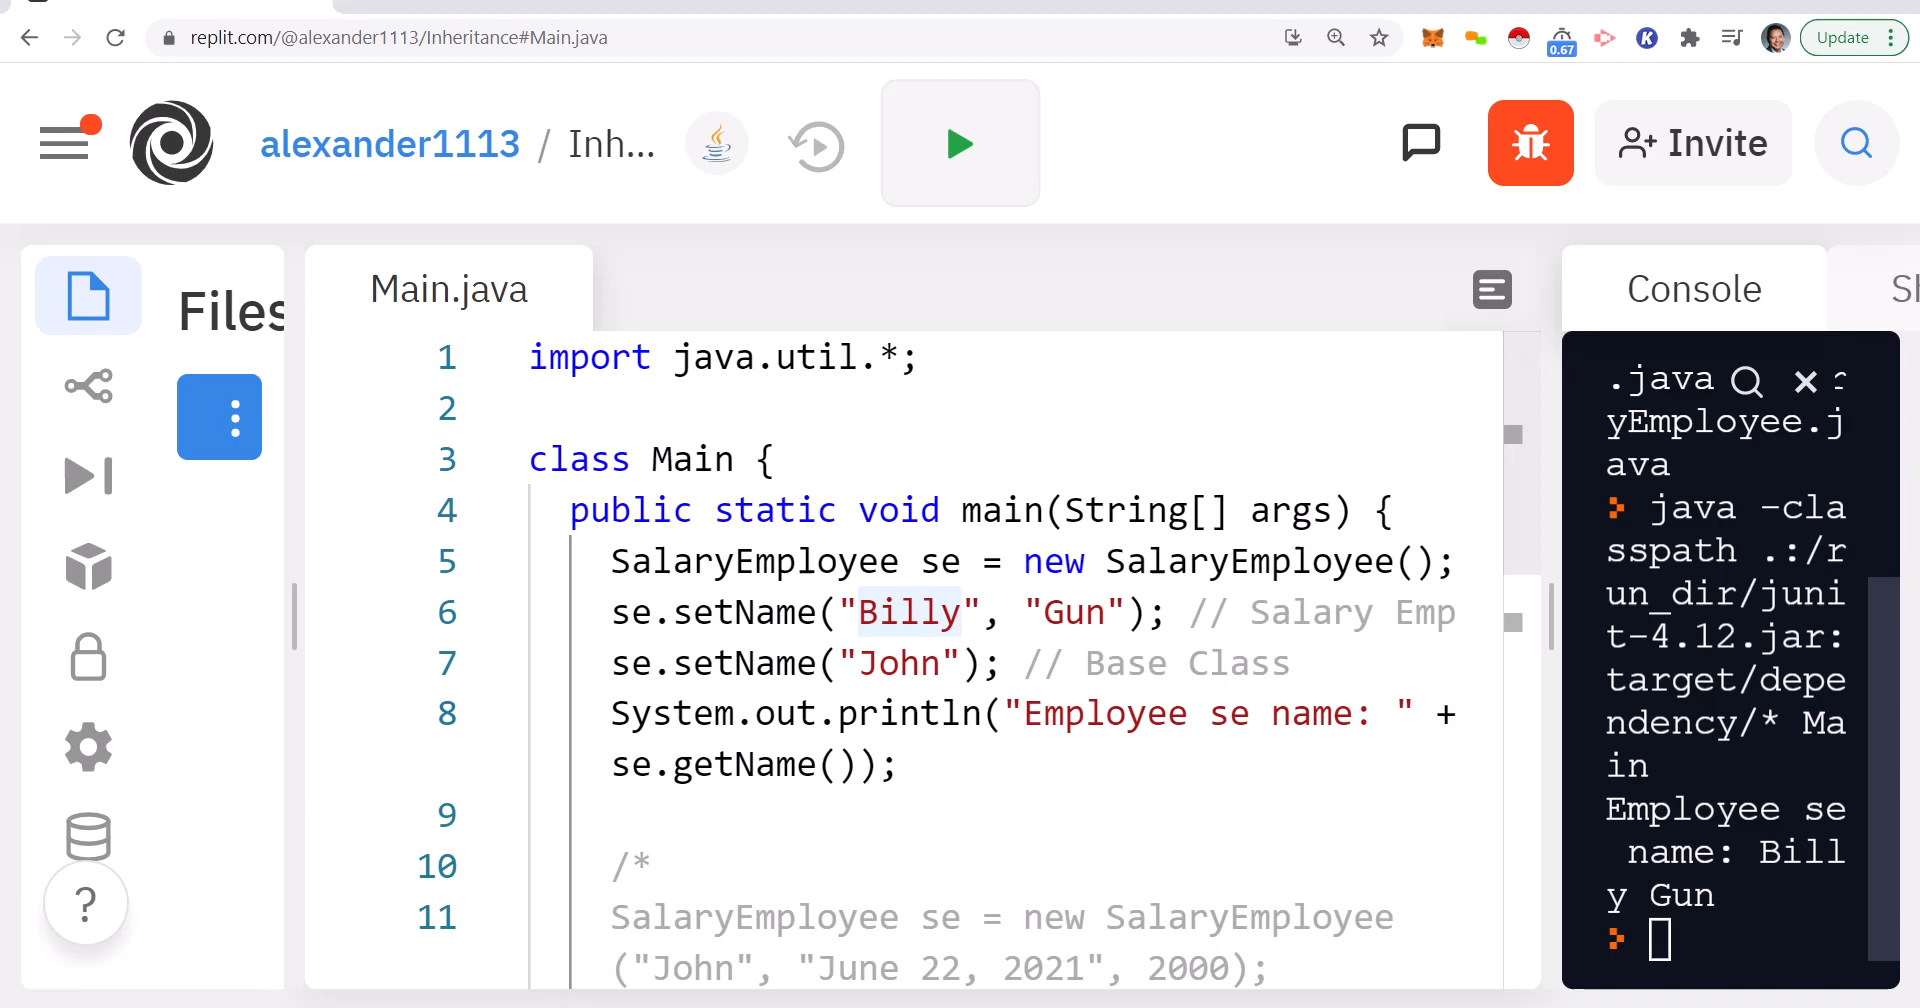 replit.com/@alexander1113/Inheritance#Main.java
0.67
K
Update
alexander1113 / Inh...
Invite
Files
Main.java
1 import java.util.*;
2
3 class Main {
4 public static void main(String[] args) {
5 SalaryEmployee se = new SalaryEmployee();
6 se.setName("Billy", "Gun"); // Salary Emp
7 se.setName("John"); // Base Class
8 System.out.println("Employee se name: " +
se.getName());
9
10 /*
11 SalaryEmployee se = new SalaryEmployee
("John", "June 22, 2021", 2000);
?
Console
.java
yEmployee.j
ava
java -cla
sspath .:/r
un_dir/juni
t-4.12.jar:
target/depe
ndency/* Ma
in
Employee se
name: Bill
y Gun